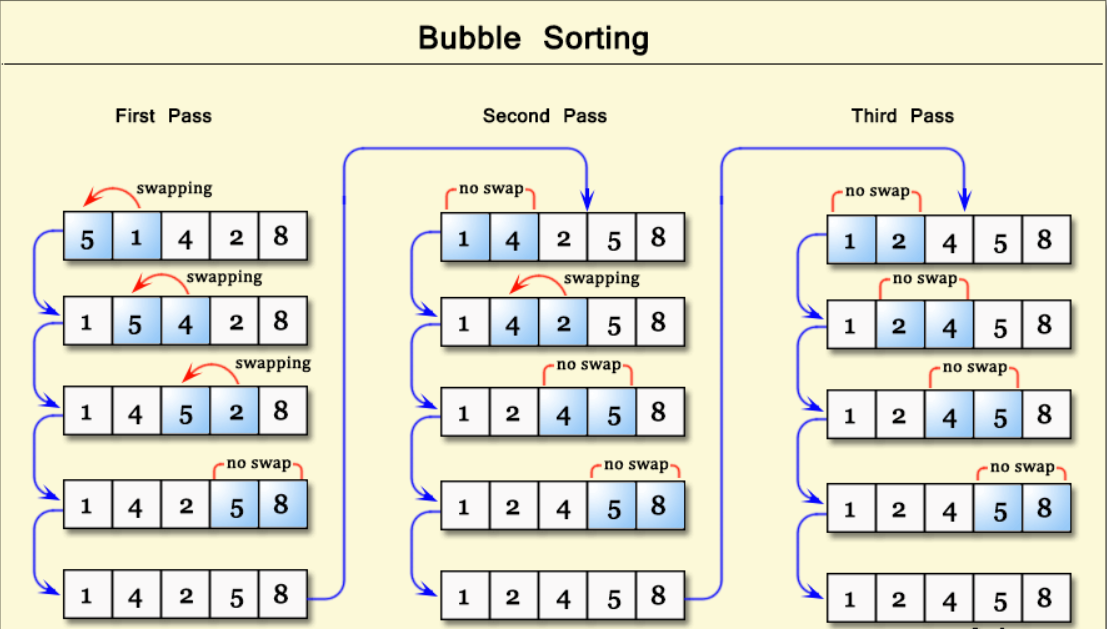 Bubble Sorting
First Pass
swapping
5 1 4 2 8
swapping
1 5 4 2 8
swapping
1 4 5 2 8
no swap
1 4 2 5 8
1 4 2 5 8
Second Pass
no swap
1 4 2 5 8
swapping
1 4 2 5 8
no swap
1 2 4 5 8
no swap
1 2 4 5 8
1 2 4 5 8
Third Pass
no swap
1 2 4 5 8
no swap
1 2 4 5 8
no swap
1 2 4 5 8
no swap
1 2 4 5 8
1 2 4 5 8